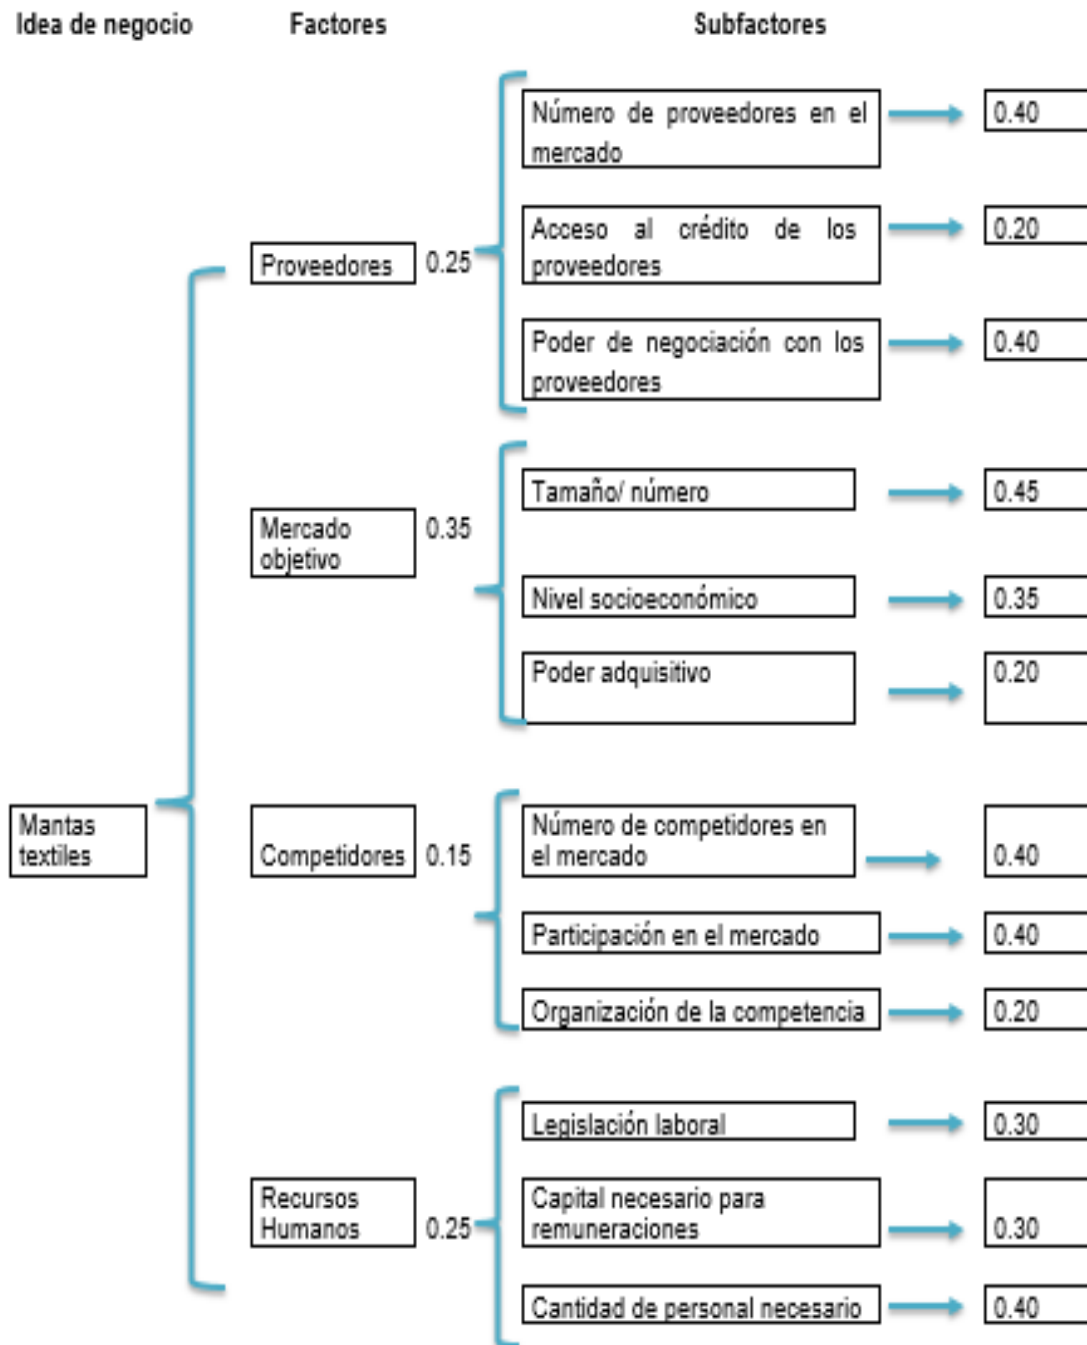 Idea de negocio Factores Subfactores
Número de proveedores en el
mercado
0.40
Acceso al crédito de los
proveedores
0.20
Proveedores 0.25
Poder de negociación con los
proveedores
0.40
Tamaño/ número 0.45
Mercado
objetivo
0.35
Nivel socioeconómico 0.35
Poder adquisitivo 0.20
Mantas
textiles
Competidores 0.15
Número de competidores en
el mercado
0.40
Participación en el mercado 0.40
Organización de la competencia 0.20
Legislación laboral 0.30
Recursos
Humanos
0.25
Capital necesario para
remuneraciones
0.30
Cantidad de personal necesario 0.40